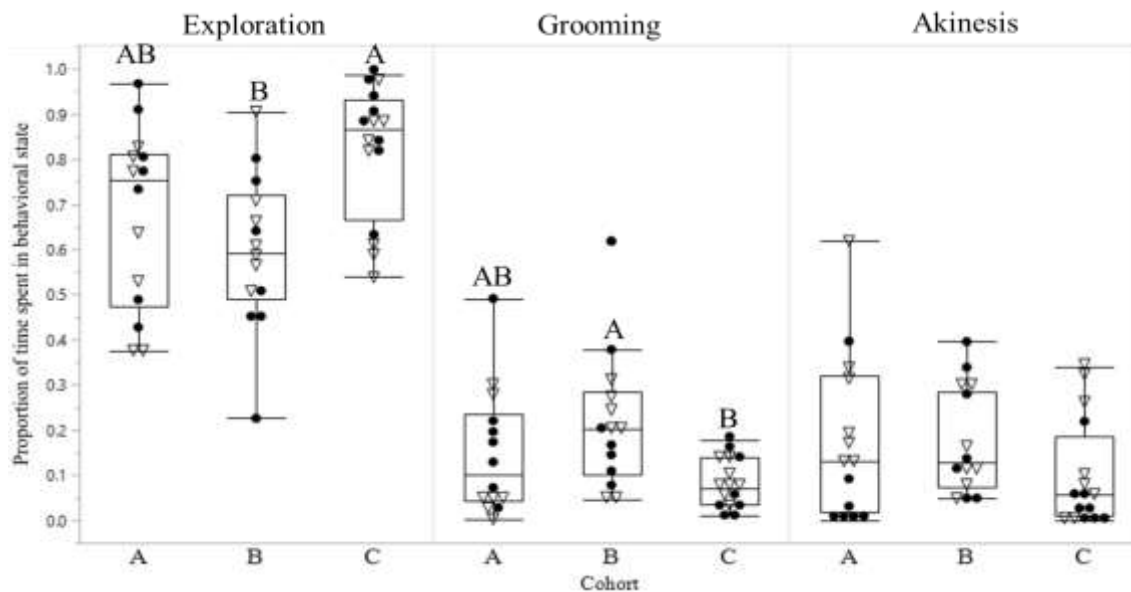 Exploration Grooming Akinesis
AB
B
A
AB
A
B
1.0
0.9
0.8
0.7
0.6
0.5
0.4
0.3
0.2
0.1
0.0
Proportion of time spent in behavioral state
A B C A B C A B C
Cohort